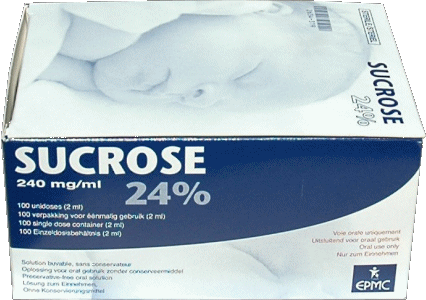 SUCROSE
24%
SUCROSE
240 mg/ml
24%
100 unidoses (2 ml)
100 verpakking voor éénmalig gebruik (2 ml)
100 single dose container (2 ml)
100 Einzeldosisbehältnis (2 ml)
Voie orale uniquement
Uitsluitend voor oraal gebruik
Oral use only
Nur zum Einnehmen
Solution buvable, sans conservateur
Oplossing voor oraal gebruik zonder conserveermiddel
Preservative-free oral solution
Lösung zum Einnehmen,
Ohne Konservierungsmittel
EPMC